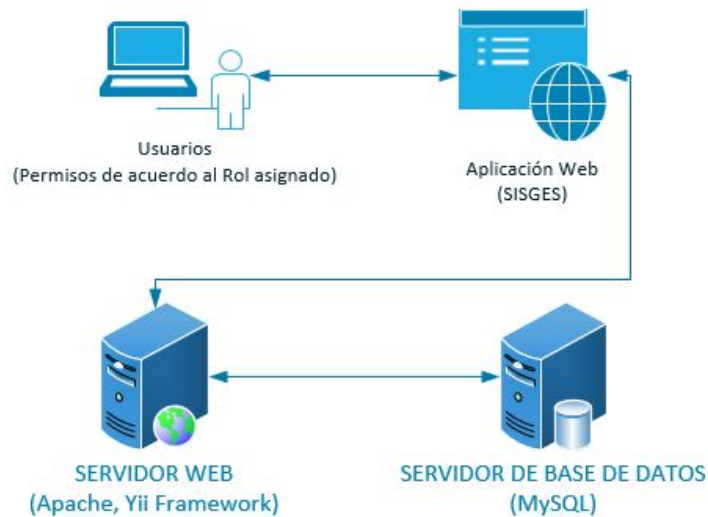 Usuarios
(Permisos de acuerdo al Rol asignado)
Aplicación Web
(SISGES)
SERVIDOR WEB
(Apache, Yii Framework)
SERVIDOR DE BASE DE DATOS
(MySQL)